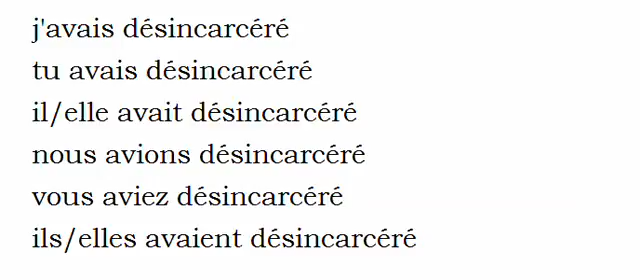 j'avais désincarcéré
tu avais désincarcéré
il/elle avait désincarcéré
nous avions désincarcéré
vous aviez désincarcéré
ils/elles avaient désincarcéré